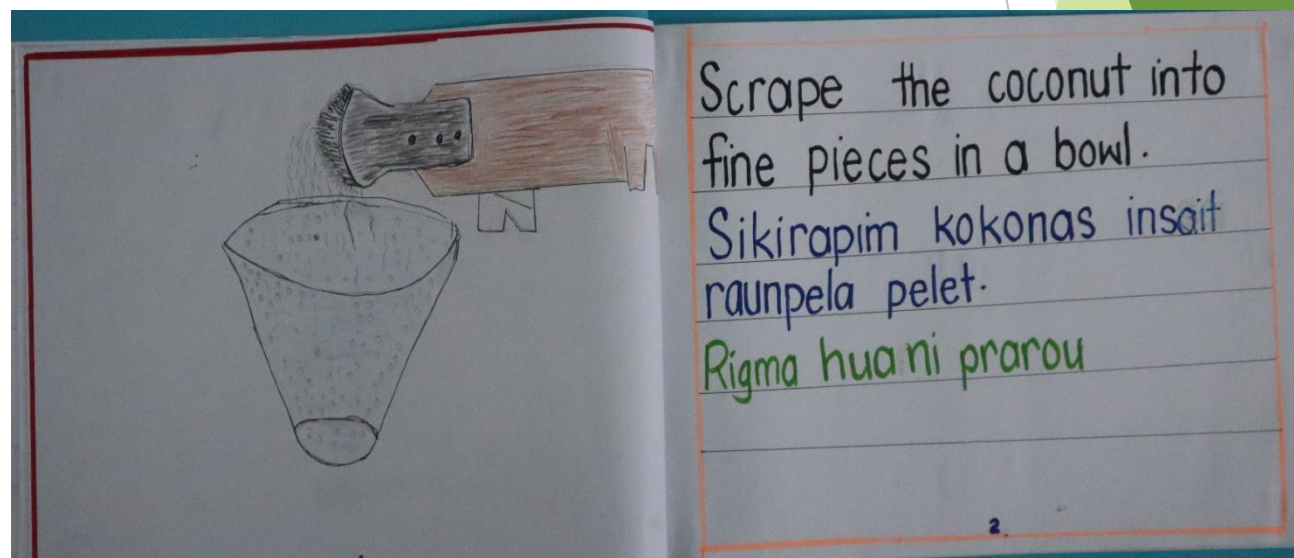 Scrape the coconut into
fine pieces in a bowl.
Sikirapim kokonas insait
raunpela pelet.
Rigma hua ni prarou
2